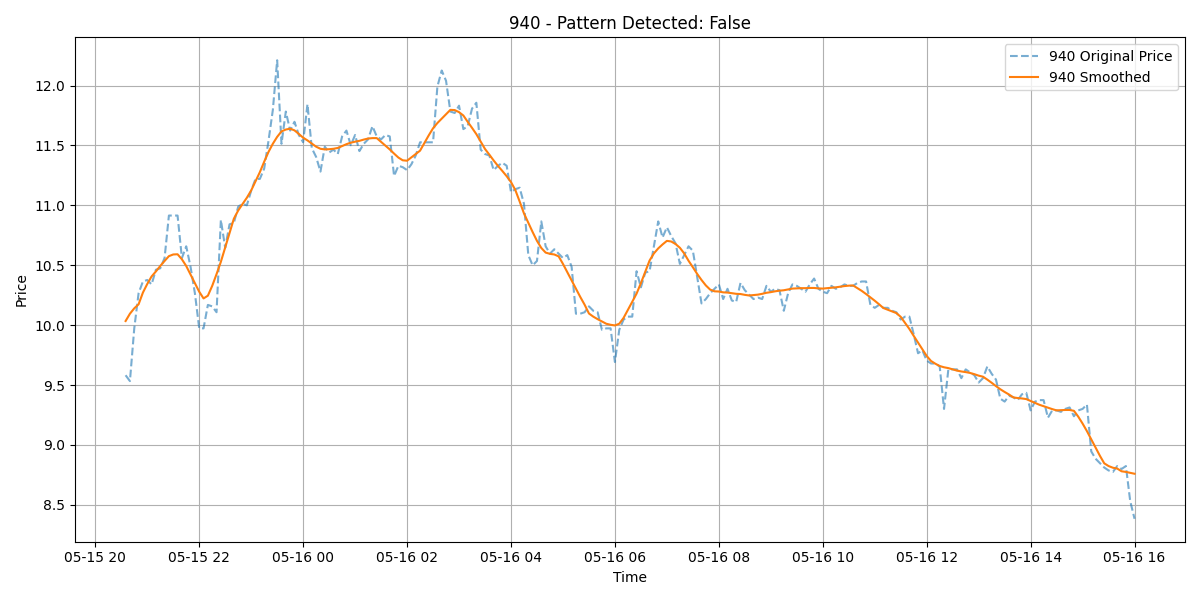 940 - Pattern Detected: False
940 Original Price
940 Smoothed
Price
12.0
11.5
11.0
10.5
10.0
9.5
9.0
8.5
05-15 20 05-15 22 05-16 00 05-16 02 05-16 04 05-16 06 05-16 08 05-16 10 05-16 12 05-16 14 05-16 16
Time